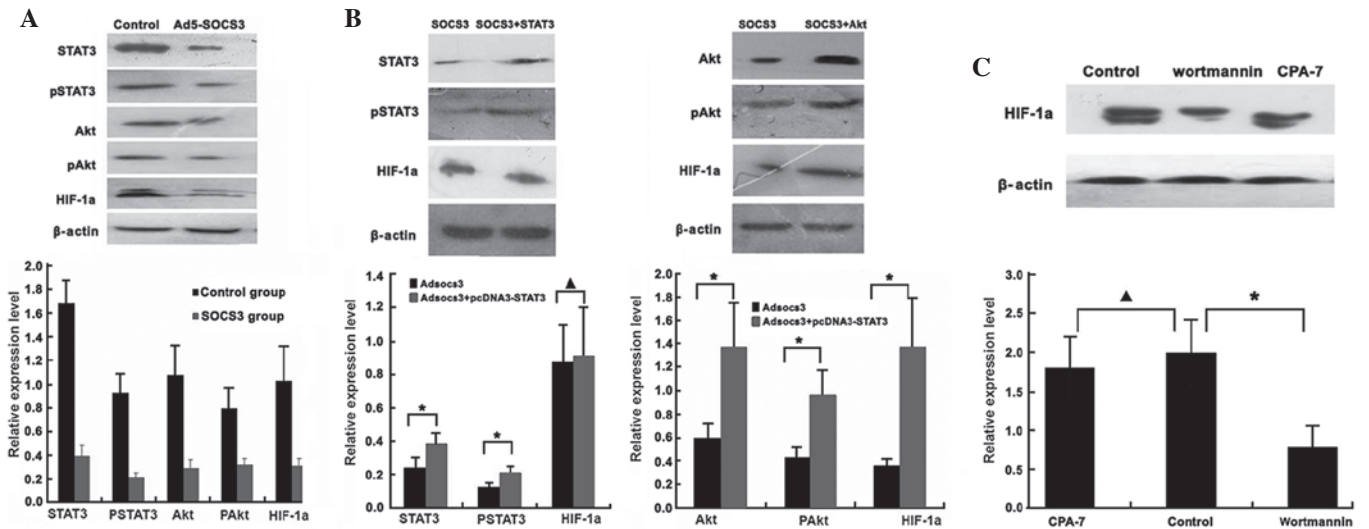 A
Control Ad5-SOCS3
STAT3
pSTAT3
Akt
pAkt
HIF-1a
β-actin
Relative expression level
2.0
1.8
1.6
1.4
1.2
1.0
0.8
0.6
0.4
0.2
0.0
Control group
SOCS3 group
STAT3 PSTAT3 Akt PAkt HIF-1a
B
SOCS3 SOCS3+STAT3
STAT3
pSTAT3
HIF-1a
β-actin
Relative expression level
1.4
1.2
1.0
0.8
0.6
0.4
0.2
0.0
Adsocs3
Adsocs3+pcDNA3-STAT3
* * ▲
STAT3 PSTAT3 HIF-1a
SOCS3 SOCS3+Akt
Akt
pAkt
HIF-1a
β-actin
Relative expression level
2.0
1.8
1.6
1.4
1.2
1.0
0.8
0.6
0.4
0.2
0.0
* * *
Adsocs3
Adsocs3+pcDNA3-STAT3
Akt PAkt HIF-1a
C
Control wortmannin CPA-7
HIF-1a
β-actin
Relative expression level
3.0
2.5
2.0
1.5
1.0
0.5
0.0
▲ *
CPA-7 Control Wortmannin